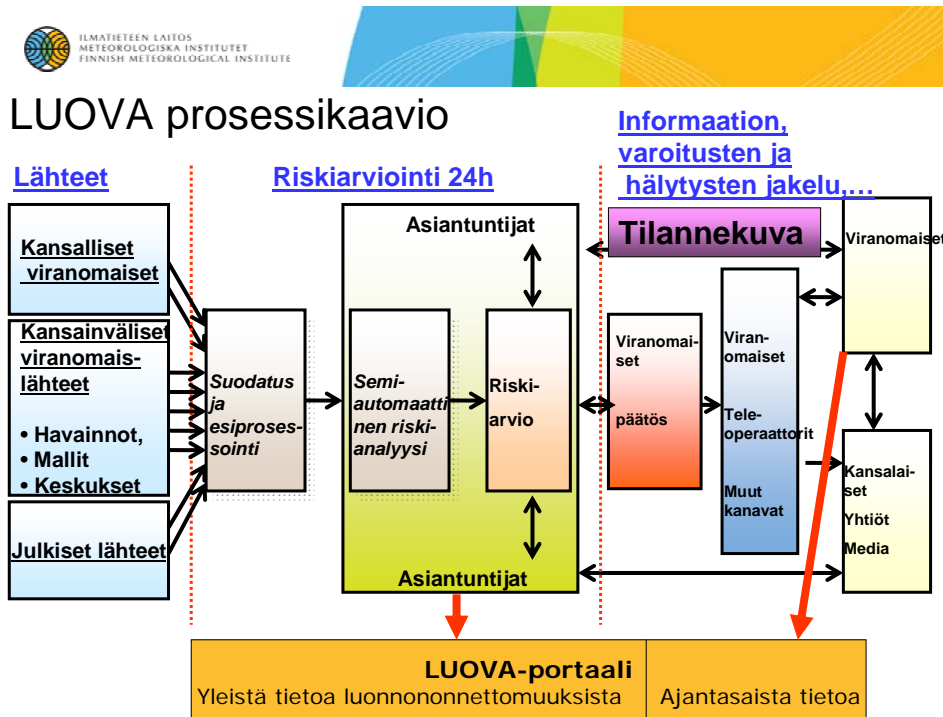 ILMATIETEEN LAITOS
METEOROLOGISKA INSTITUTET
FINNISH METEOROLOGICAL INSTITUTE
LUOVA prosessikaavio
Lähteet
Riskiarviointi 24h
Informaation,
varoitusten ja
hälytysten jakelu,…
Kansalliset
viranomaiset
Kansainväliset
viranomais-
lähteet
• Havainnot,
• Mallit
• Keskukset
Julkiset lähteet
Suodatus
ja
esiproses-
sointi
Asiantuntijat
Semi-
automaatti
nen riski-
analyysi
Riski-
arvio
Asiantuntijat
Tilannekuva
Viranomai-
set
päätös
Viran-
omaiset
Tele-
operaattorit
Muut
kanavat
Viranomaiset
Kansalai-
set
Yhtiöt
Media
LUOVA-portaali
Yleistä tietoa luonnononnettomuuksista
Ajantasaista tietoa